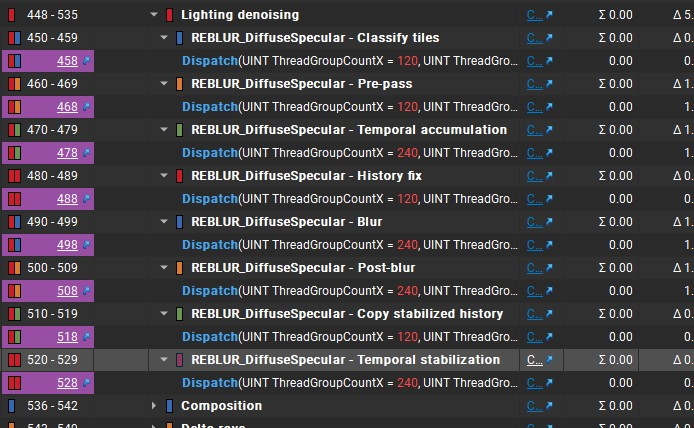 448 - 535 Lighting denoising C... Σ 0.00 Δ 5.
450 - 459 REBLUR_DiffuseSpecular - Classify tiles C... Σ 0.00 Δ 0.
458 Dispatch(UINT ThreadGroupCountX = 120, UINT ThreadGro... C... 0.00 0.
460 - 469 REBLUR_DiffuseSpecular - Pre-pass C... Σ 0.00 Δ 1.
468 Dispatch(UINT ThreadGroupCountX = 120, UINT ThreadGro... C... 0.00 1.
470 - 479 REBLUR_DiffuseSpecular - Temporal accumulation C... Σ 0.00 Δ 1.
478 Dispatch(UINT ThreadGroupCountX = 240, UINT ThreadGro... C... 0.00 1.
480 - 489 REBLUR_DiffuseSpecular - History fix C... Σ 0.00 Δ 0.
488 Dispatch(UINT ThreadGroupCountX = 120, UINT ThreadGro... C... 0.00 0.
490 - 499 REBLUR_DiffuseSpecular - Blur C... Σ 0.00 Δ 1.
498 Dispatch(UINT ThreadGroupCountX = 240, UINT ThreadGro... C... 0.00 1.
500 - 509 REBLUR_DiffuseSpecular - Post-blur C... Σ 0.00 Δ 1.
508 Dispatch(UINT ThreadGroupCountX = 240, UINT ThreadGro... C... 0.00 1.
510 - 519 REBLUR_DiffuseSpecular - Copy stabilized history C... Σ 0.00 Δ 0.
518 Dispatch(UINT ThreadGroupCountX = 120, UINT ThreadGro... C... 0.00 0.
520 - 529 REBLUR_DiffuseSpecular - Temporal stabilization C... Σ 0.00 Δ 0.
528 Dispatch(UINT ThreadGroupCountX = 240, UINT ThreadGro... C... 0.00 0.
536 - 542 Composition C... Σ 0.00 Δ 0.